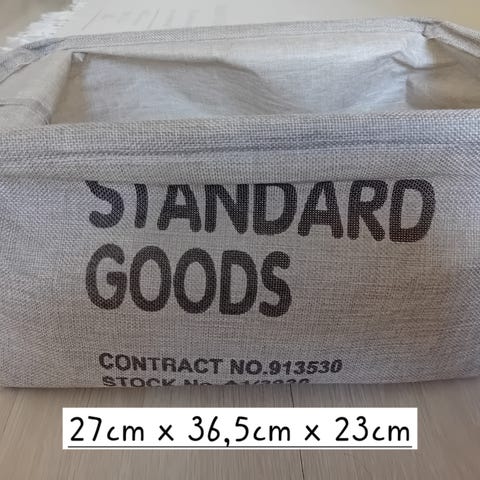 STANDARD
GOODS
CONTRACT NO.913530
STOCK No.
27cm x 36,5cm x 23cm